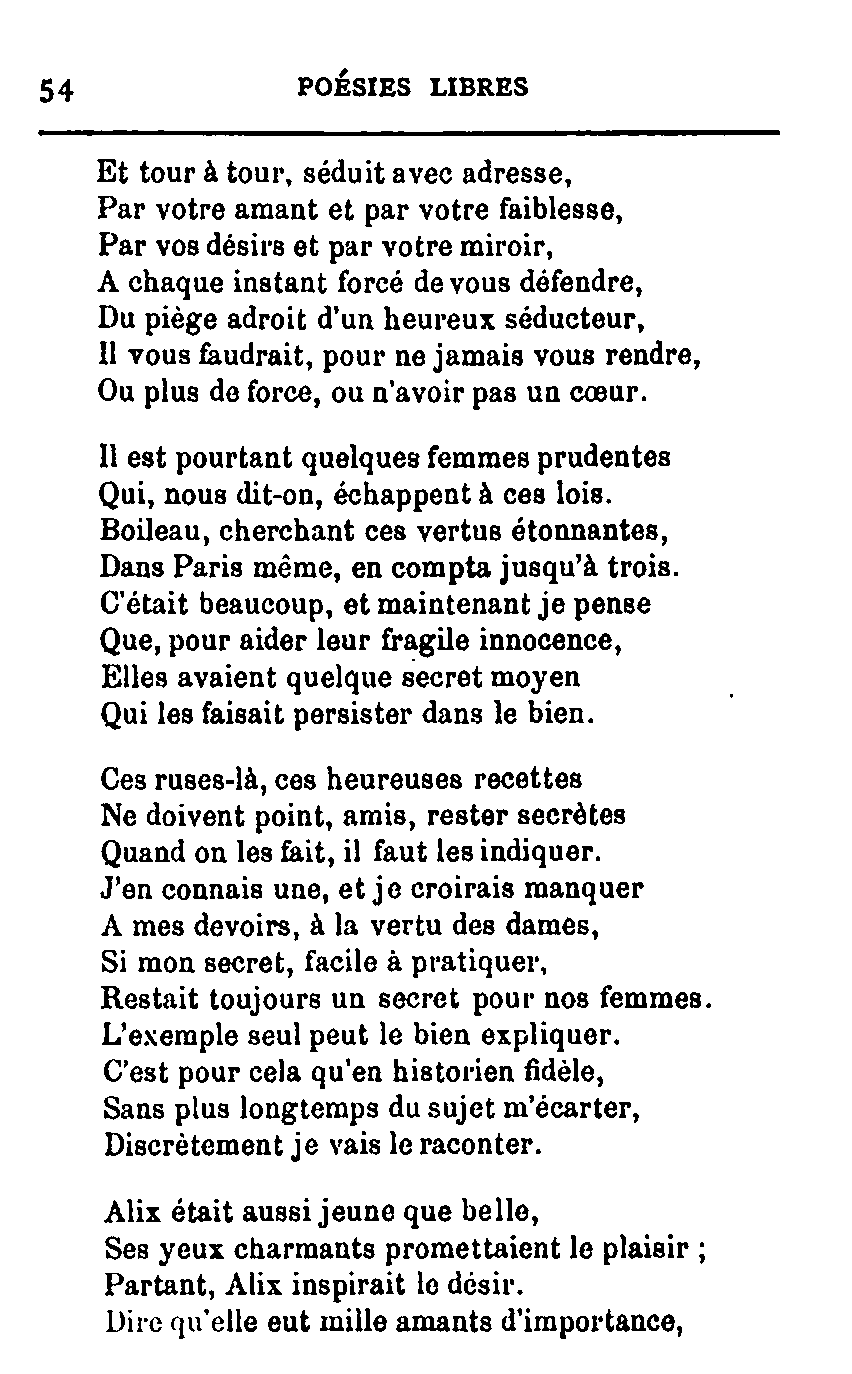 54 POÉSIES LIBRES
Et tour à tour, séduit avec adresse,
Par votre amant et par votre faiblesse,
Par vos désirs et par votre miroir,
A chaque instant forcé de vous défendre,
Du piège adroit d'un heureux séducteur,
Il vous faudrait, pour ne jamais vous rendre,
Ou plus de force, ou n'avoir pas un cœur.
Il est pourtant quelques femmes prudentes
Qui, nous dit-on, échappent à ces lois.
Boileau, cherchant ces vertus étonnantes,
Dans Paris même, en compta jusqu'à trois.
C'était beaucoup, et maintenant je pense
Que, pour aider leur fragile innocence,
Elles avaient quelque secret moyen
Qui les faisait persister dans le bien.
Ces ruses-là, ces heureuses recettes
Ne doivent point, amis, rester secrètes
Quand on les fait, il faut les indiquer.
J'en connais une, et je croirais manquer
A mes devoirs, à la vertu des dames,
Si mon secret, facile à pratiquer,
Restait toujours un secret pour nos femmes.
L'exemple seul peut le bien expliquer.
C'est pour cela qu'en historien fidèle,
Sans plus longtemps du sujet m'écarter,
Discrètement je vais le raconter.
Alix était aussi jeune que belle,
Ses yeux charmants promettaient le plaisir ;
Partant, Alix inspirait le désir.
Dire qu'elle eut mille amants d'importance,